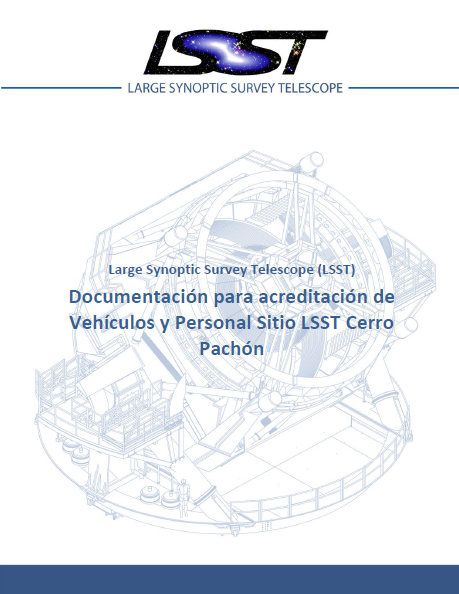 LSST
LARGE SYNOPTIC SURVEY TELESCOPE
Large Synoptic Survey Telescope (LSST)
Documentación para acreditación de
Vehículos y Personal Sitio LSST Cerro
Pachón